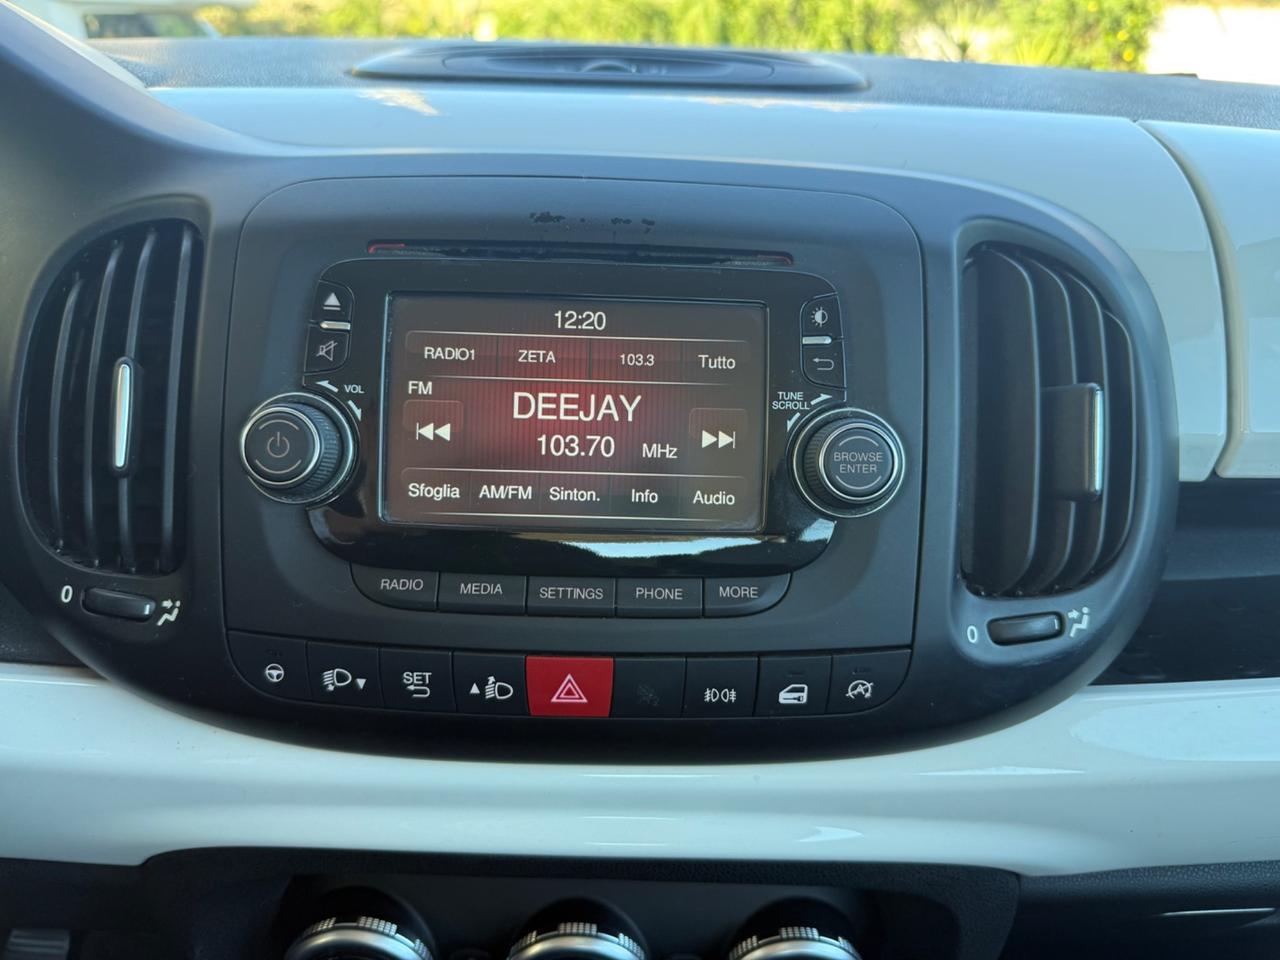 12:20
RADIO1 ZETA 103.3 Tutto
FM
DEEJAY
103.70 MHz
Sfoglia AM/FM Sinton. Info Audio
VOL
TUNE
SCROLL
BROWSE
ENTER
RADIO MEDIA SETTINGS PHONE MORE
0
0
SET